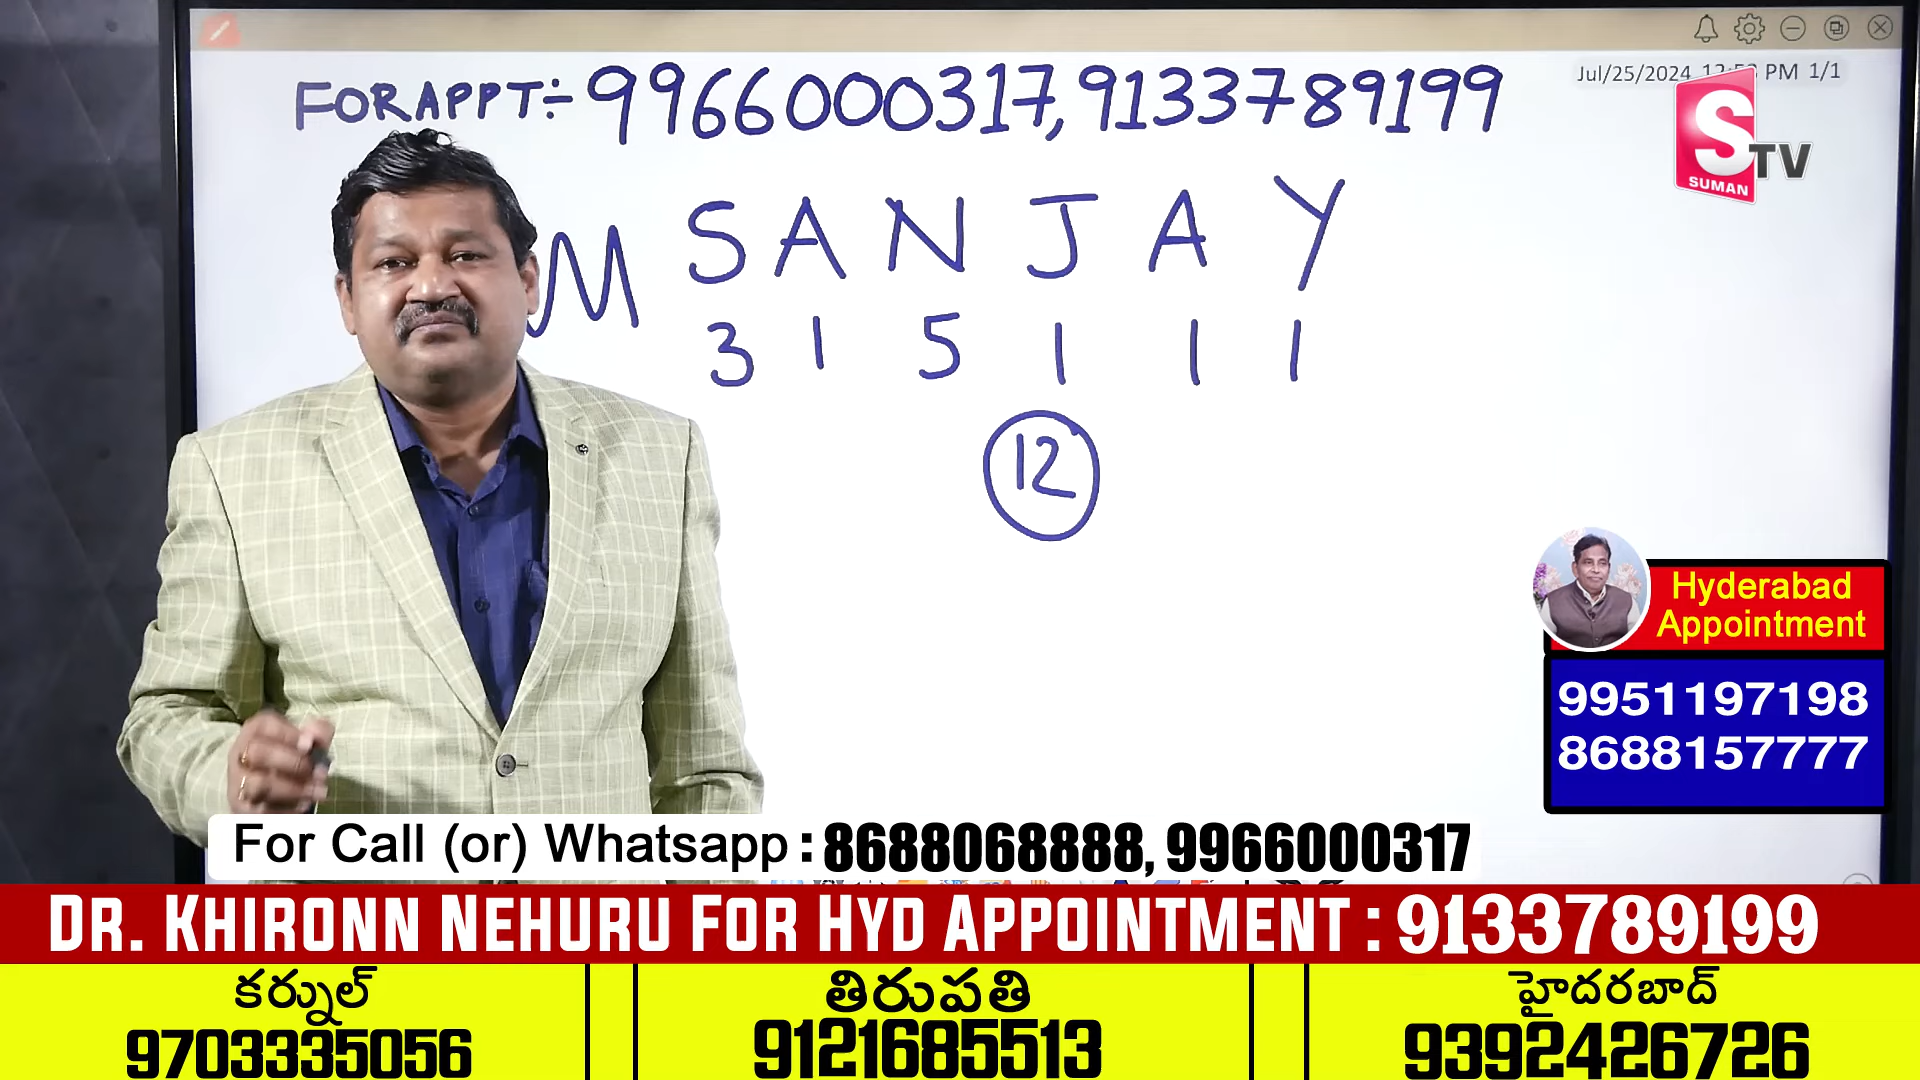 FOR APPT:- 9966000317, 9133789199
Jul/25/2024 PM 1/1
S TV
SUMAN
M SANJAY
3 1 5 1 1 1
12
Hyderabad
Appointment
9951197198
8688157777
For Call (or) Whatsapp : 8688068888, 9966000317
DR. KHIRONN NEHURU FOR HYD APPOINTMENT : 9133789199
కర్నుల్ తిరుపతి హైదరబాద్
9703335056 9121685513 9392426726